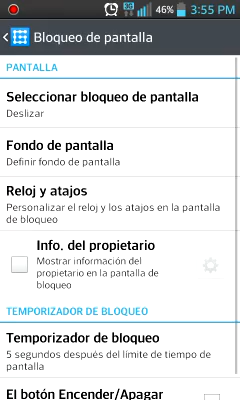 3G 46% 3:55 PM
Bloqueo de pantalla
PANTALLA
Seleccionar bloqueo de pantalla
Deslizar
Fondo de pantalla
Definir fondo de pantalla
Reloj y atajos
Personalizar el reloj y los atajos en la pantalla
de bloqueo
Info. del propietario
Mostrar información del
propietario en la pantalla de
bloqueo
TEMPORIZADOR DE BLOQUEO
Temporizador de bloqueo
5 segundos después del límite de tiempo de
pantalla
El botón Encender/Apagar